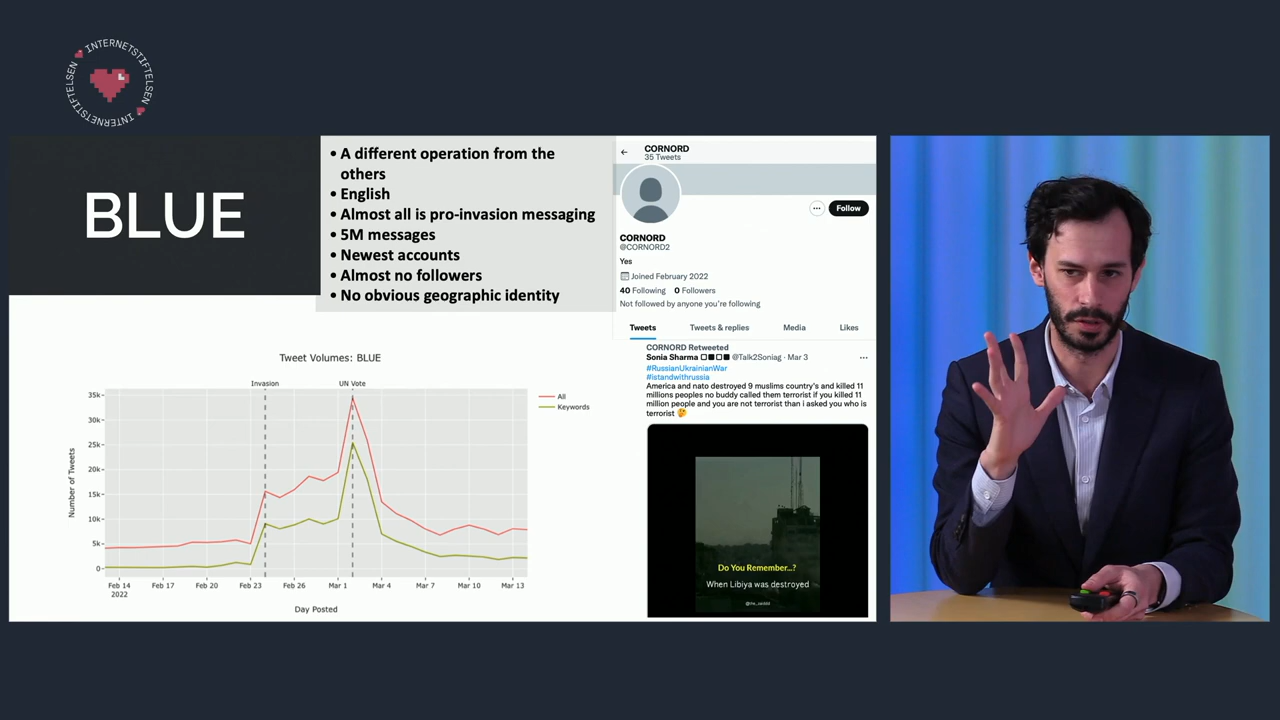 INTERNETSTIFTELSEN
INTERNETSTIFTELSEN
BLUE
• A different operation from the
others
• English
• Almost all is pro-invasion messaging
• 5M messages
• Newest accounts
• Almost no followers
• No obvious geographic identity
CORNORD
35 Tweets
Follow
CORNORD
@CORNORD2
Yes
Joined February 2022
40 Following 0 Followers
Not followed by anyone you're following
Tweets Tweets & replies Media Likes
CORNORD Retweeted
Sonia Sharma @Talk2Soniag · Mar 3
#RussianUkrainianWar
#istandwithrussia
America and nato destroyed 9 muslims country's and killed 11
millions peoples no buddy called them terrorist if you killed 11
million people and you are not terrorist than i asked you who is
terrorist 🤔
Do You Remember...?
When Libiya was destroyed
Tweet Volumes: BLUE
Invasion UN Vote
All
Keywords
35k
30k
25k
20k
15k
10k
5k
0
Number of Tweets
Feb 14 Feb 17 Feb 20 Feb 23 Feb 26 Mar 1 Mar 4 Mar 7 Mar 10 Mar 13
2022
Day Posted